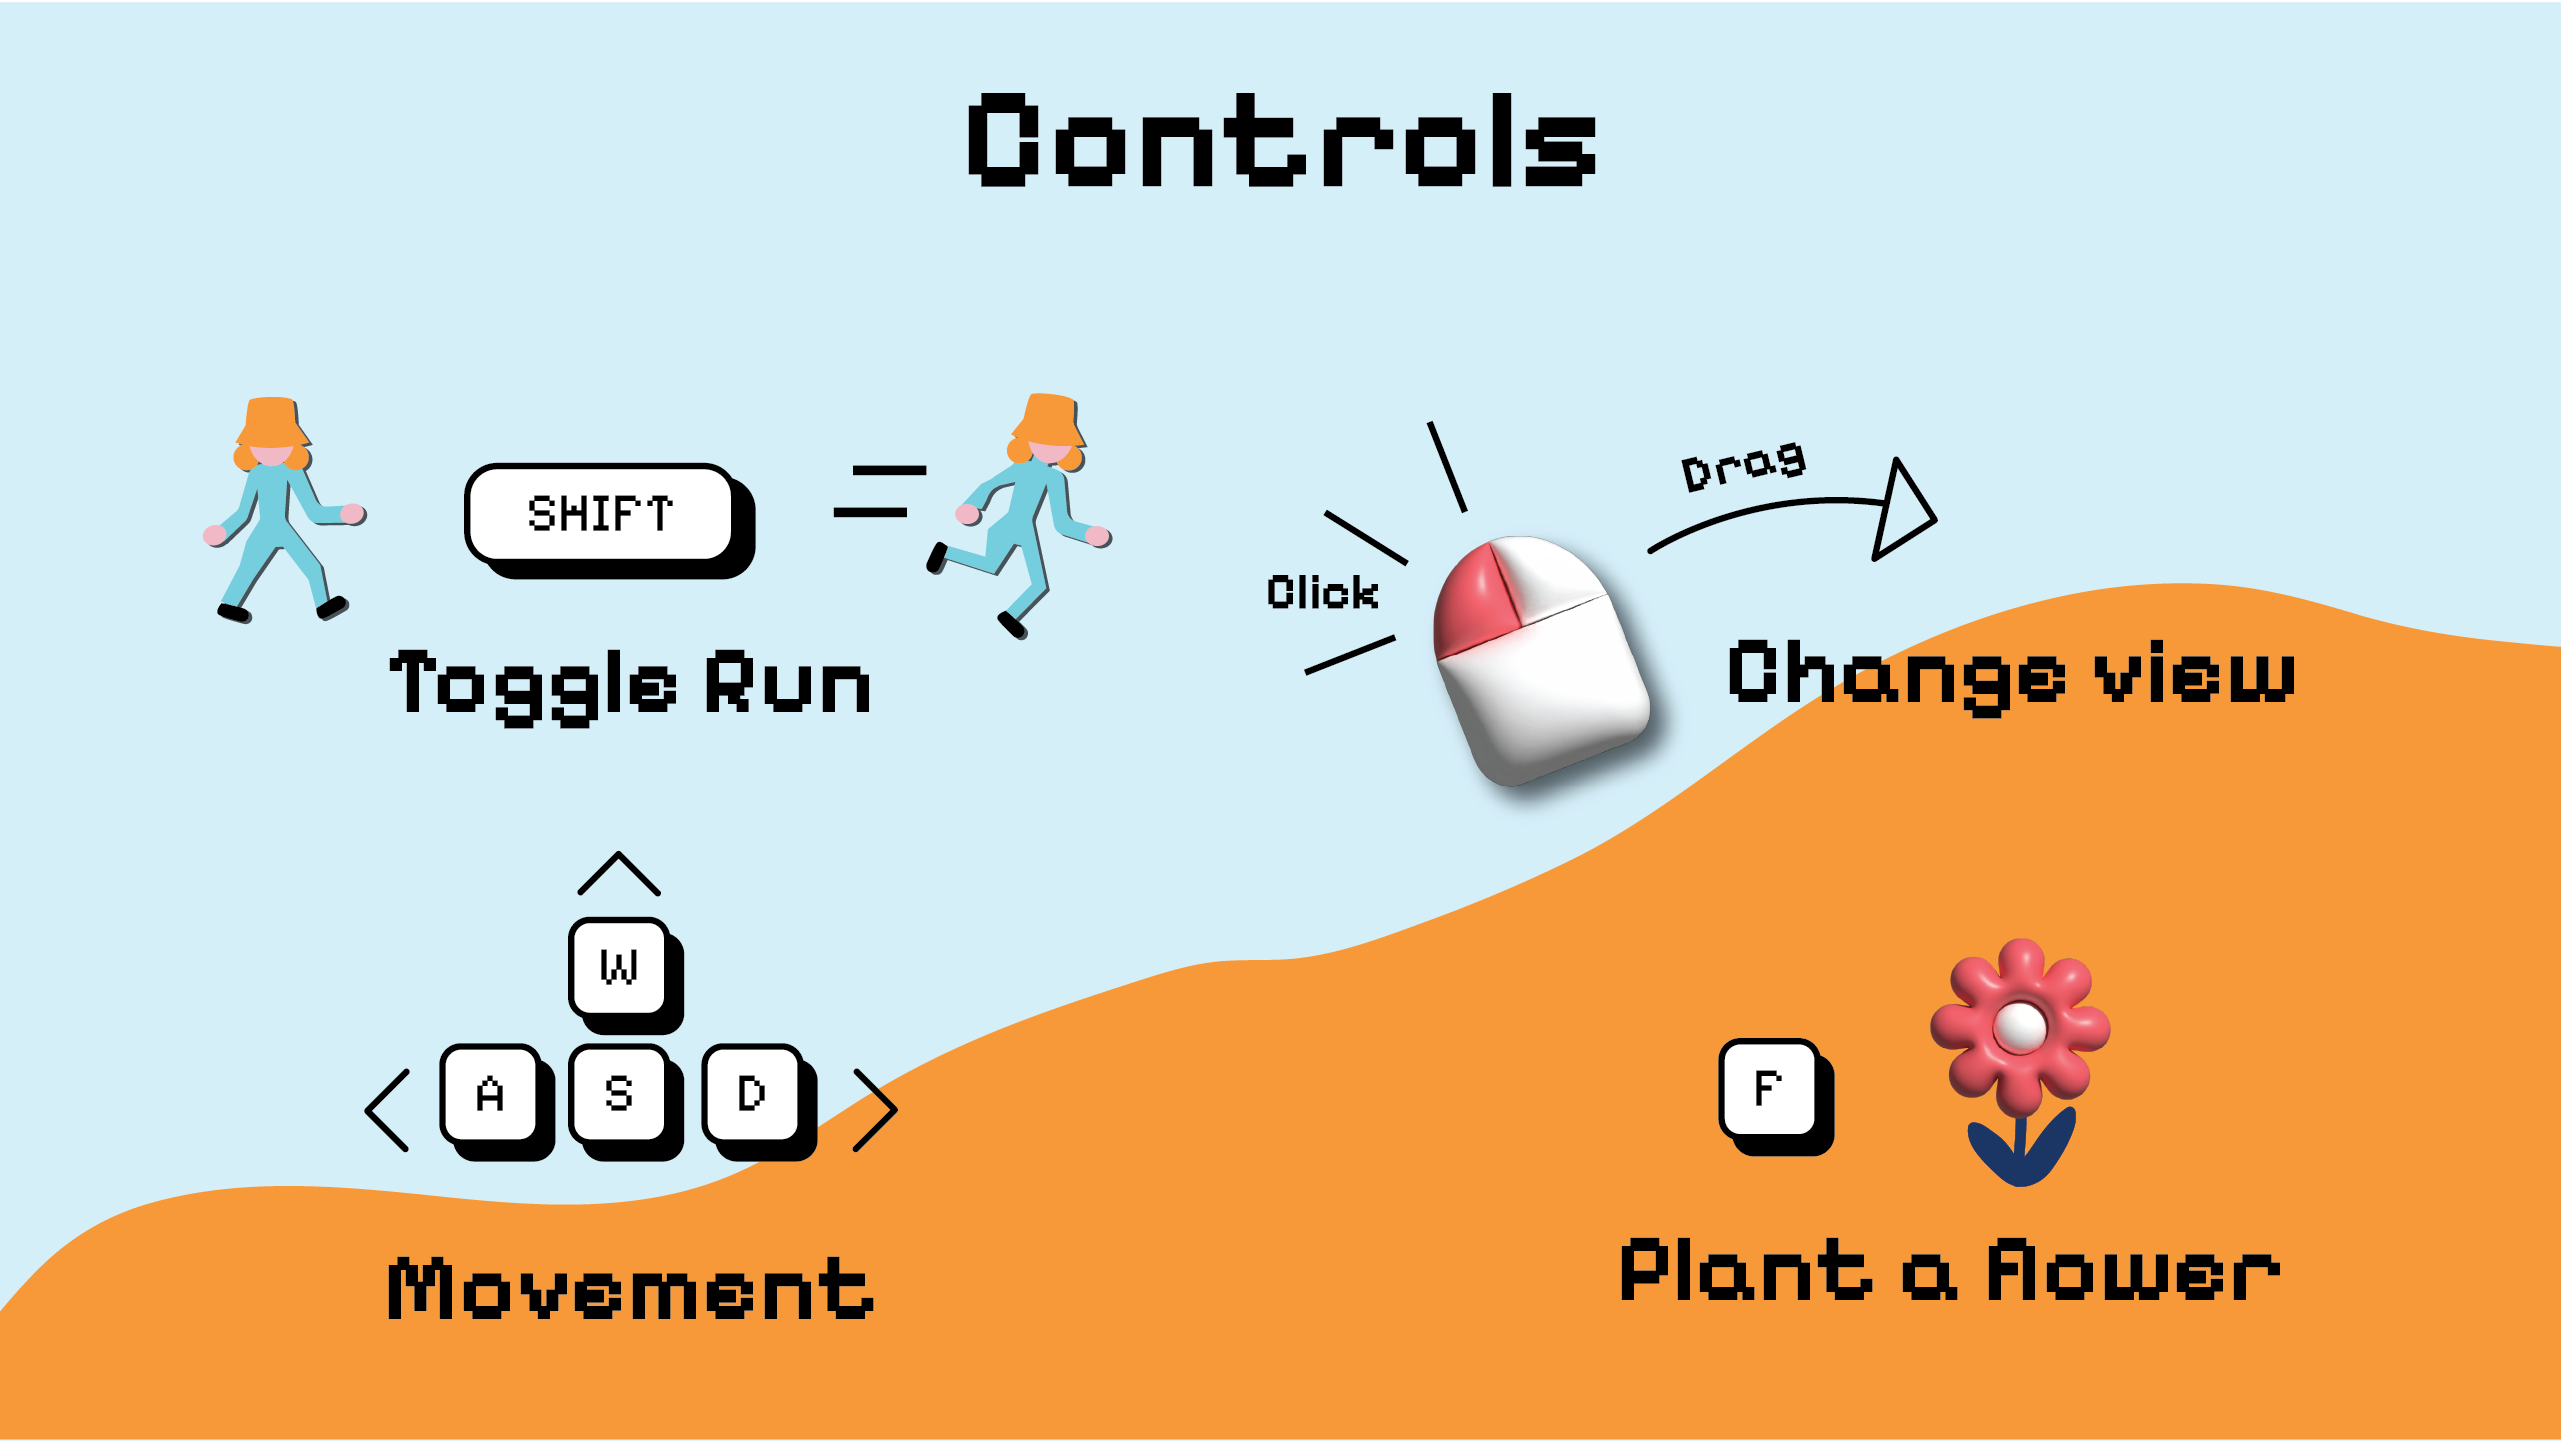 Controls
SHIFT
Toggle Run
Click
Drag
Change view
W
A S D
Movement
F
Plant a flower